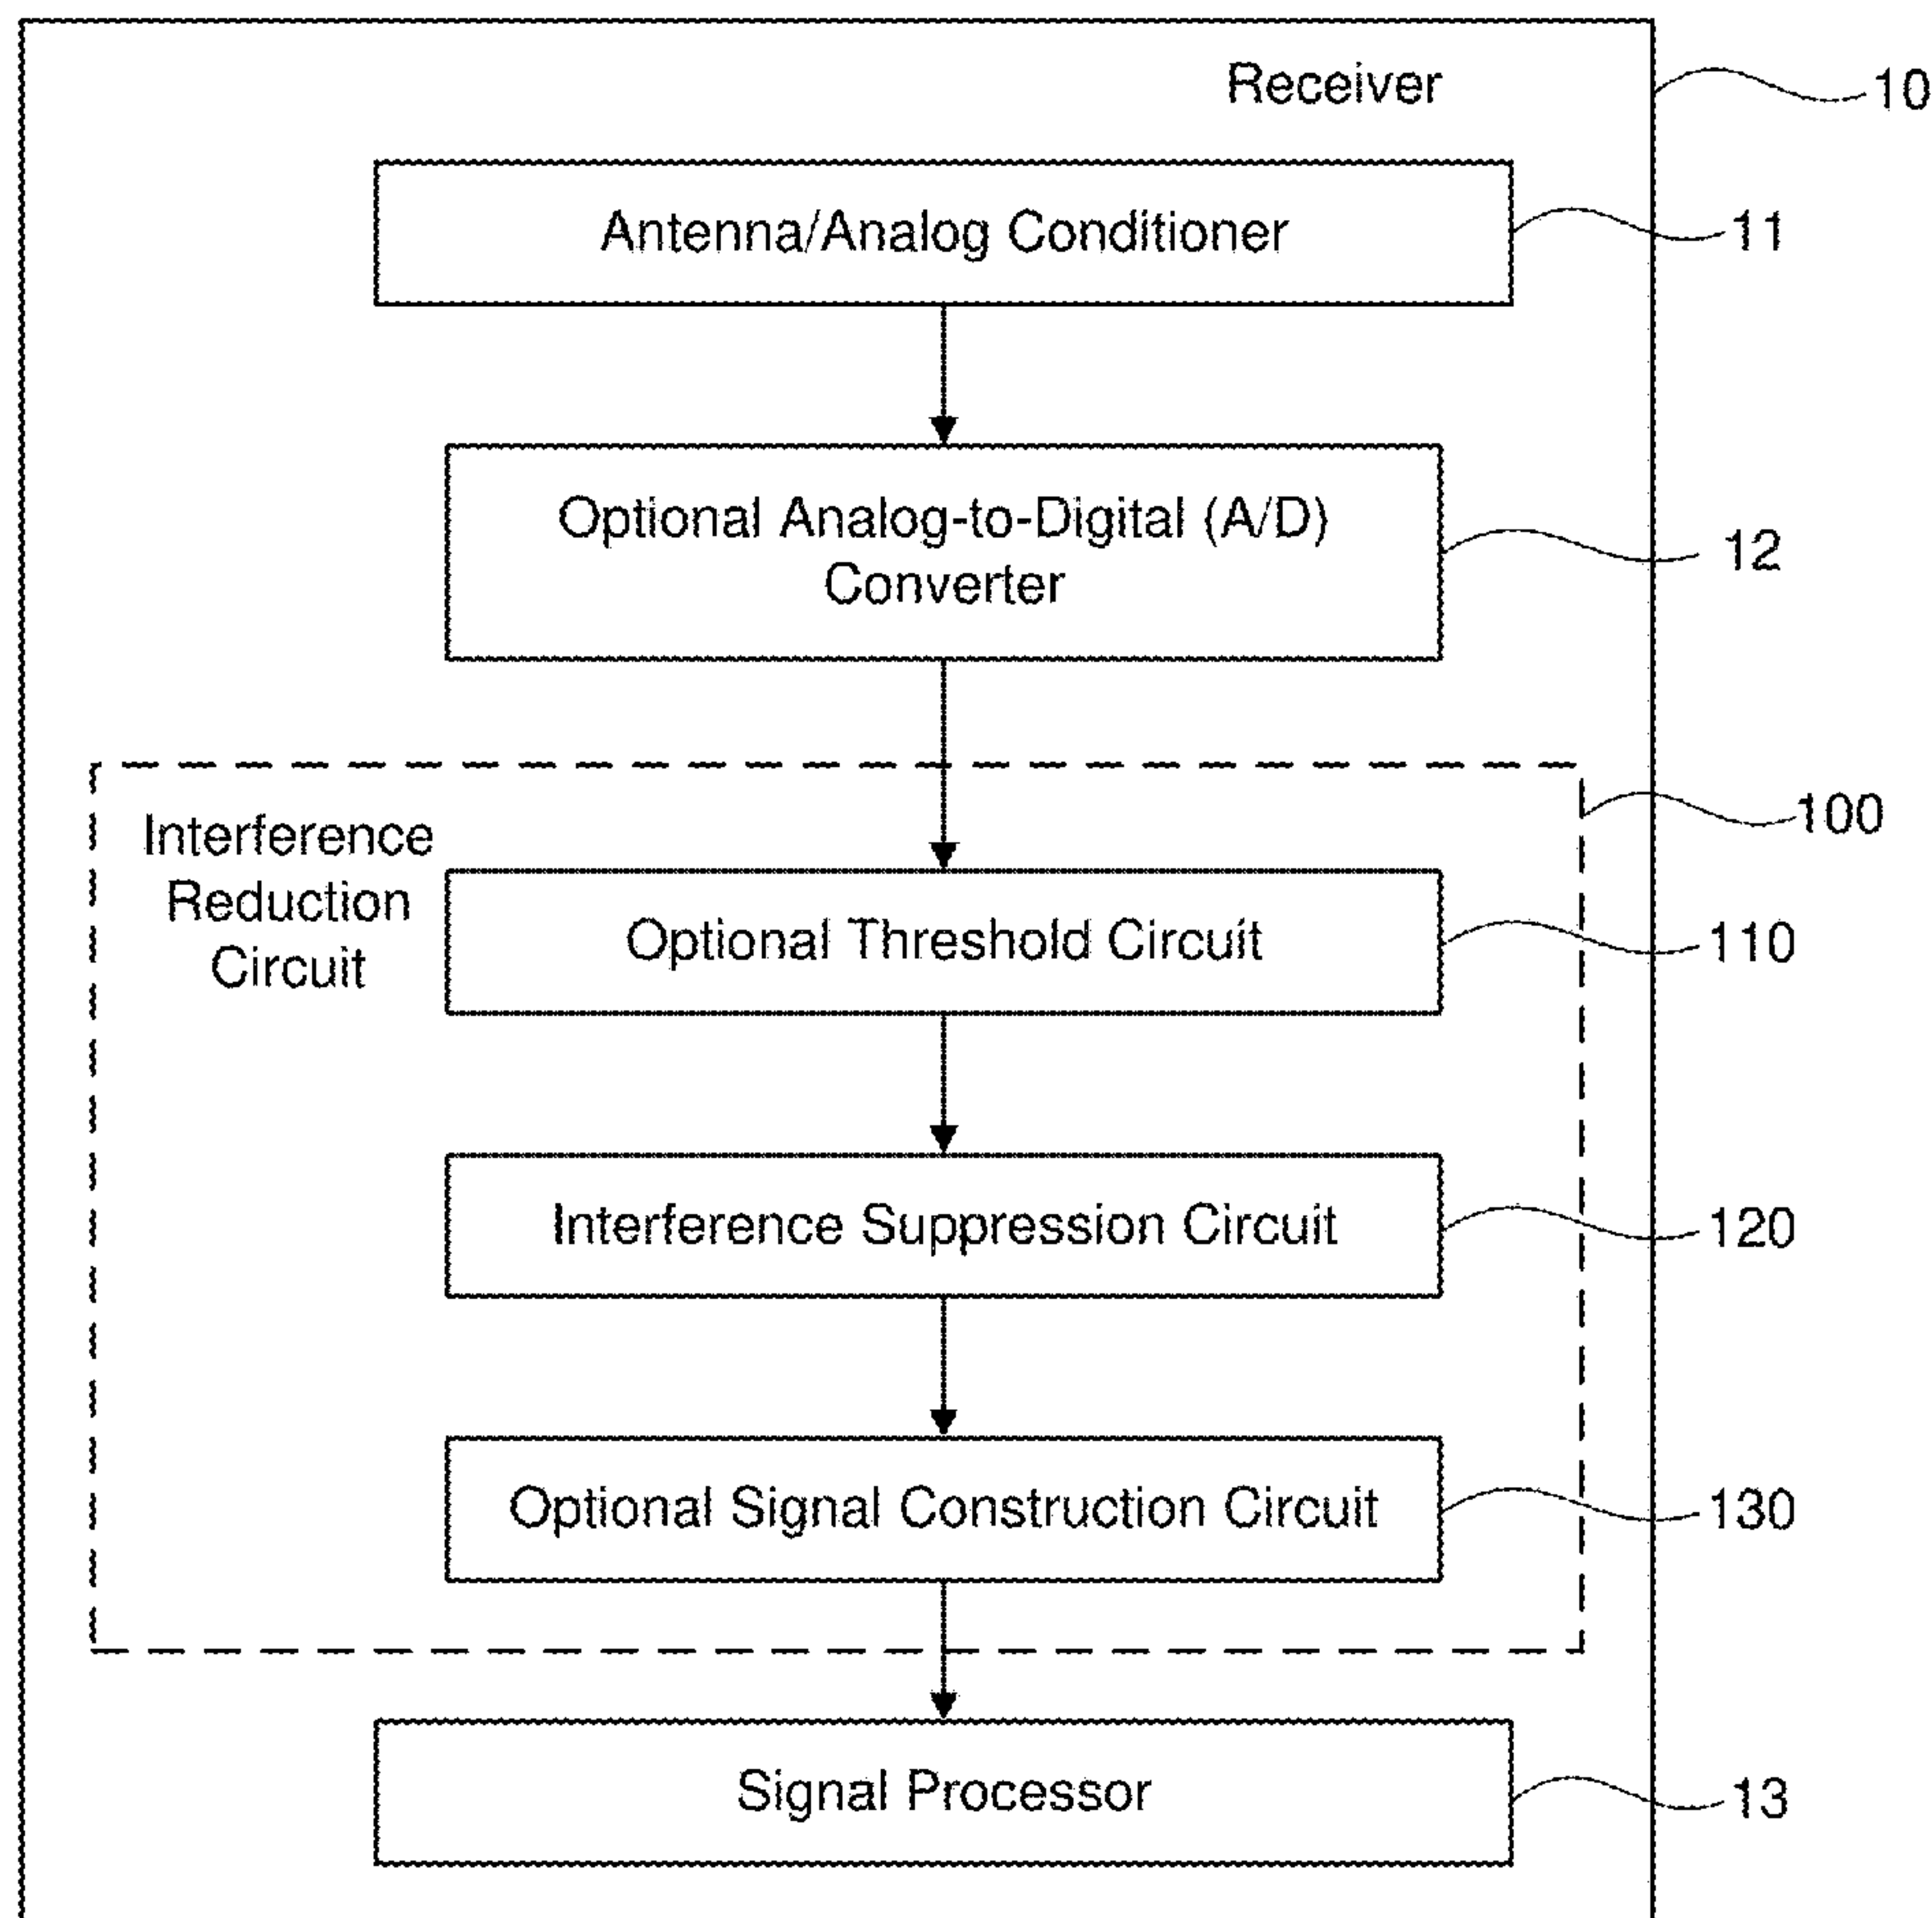 Receiver
10
Antenna/Analog Conditioner
11
Optional Analog-to-Digital (A/D)
Converter
12
Interference
Reduction
Circuit
100
Optional Threshold Circuit
110
Interference Suppression Circuit
120
Optional Signal Construction Circuit
130
Signal Processor
13